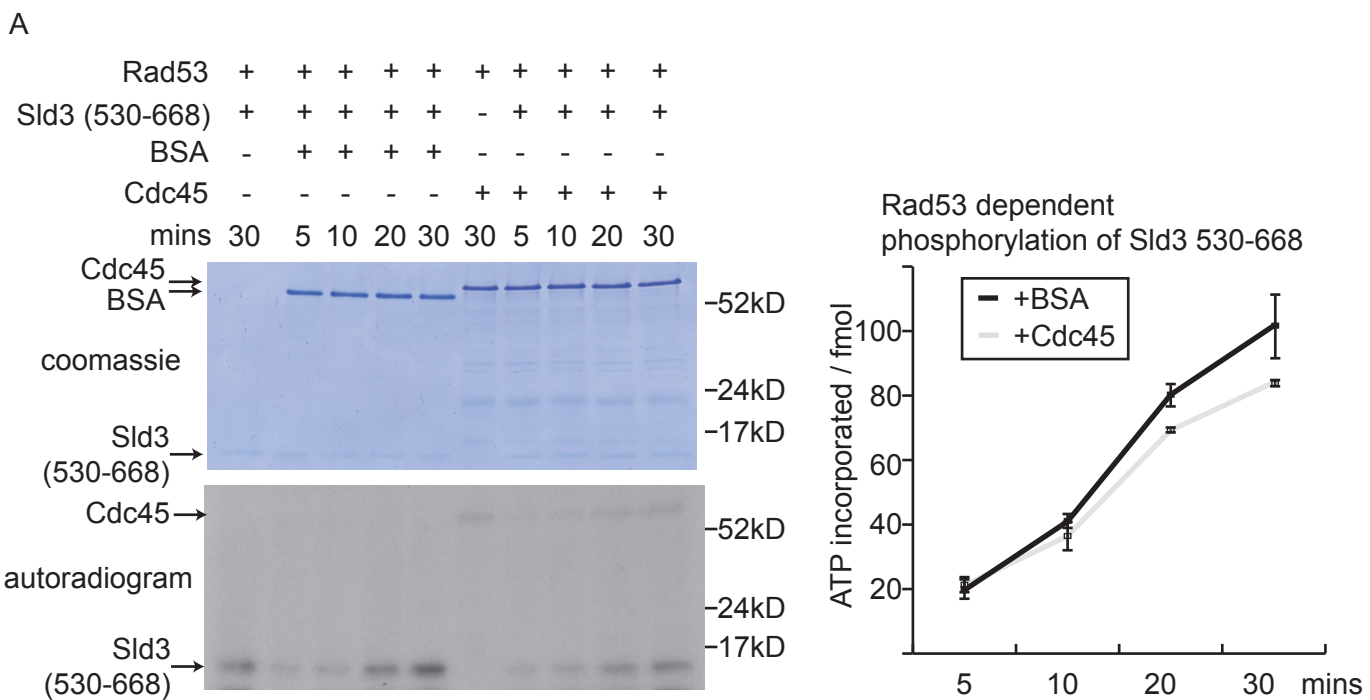 A
Rad53 + + + + + + + + + +
Sld3 (530-668) + + + + + - + + + +
BSA - + + + + - - - - -
Cdc45 - - - - - + + + + +
mins 30 5 10 20 30 30 5 10 20 30
Cdc45
BSA
coomassie
Sld3
(530-668)
–52kD
–24kD
–17kD
Cdc45
autoradiogram
Sld3
(530-668)
–52kD
–24kD
–17kD
Rad53 dependent
phosphorylation of Sld3 530-668
+BSA
+Cdc45
ATP incorporated / fmol
100
80
60
40
20
5 10 20 30 mins